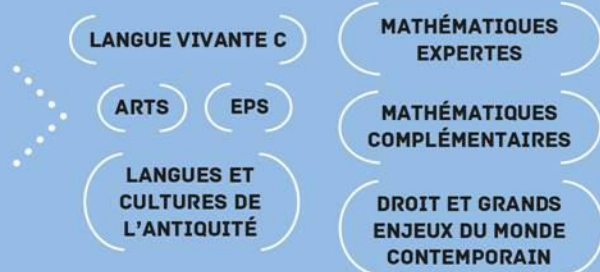 LANGUE VIVANTE C
ARTS
EPS
LANGUES ET
CULTURES DE
L'ANTIQUITÉ
MATHÉMATIQUES
EXPERTES
MATHÉMATIQUES
COMPLÉMENTAIRES
DROIT ET GRANDS
ENJEUX DU MONDE
CONTEMPORAIN